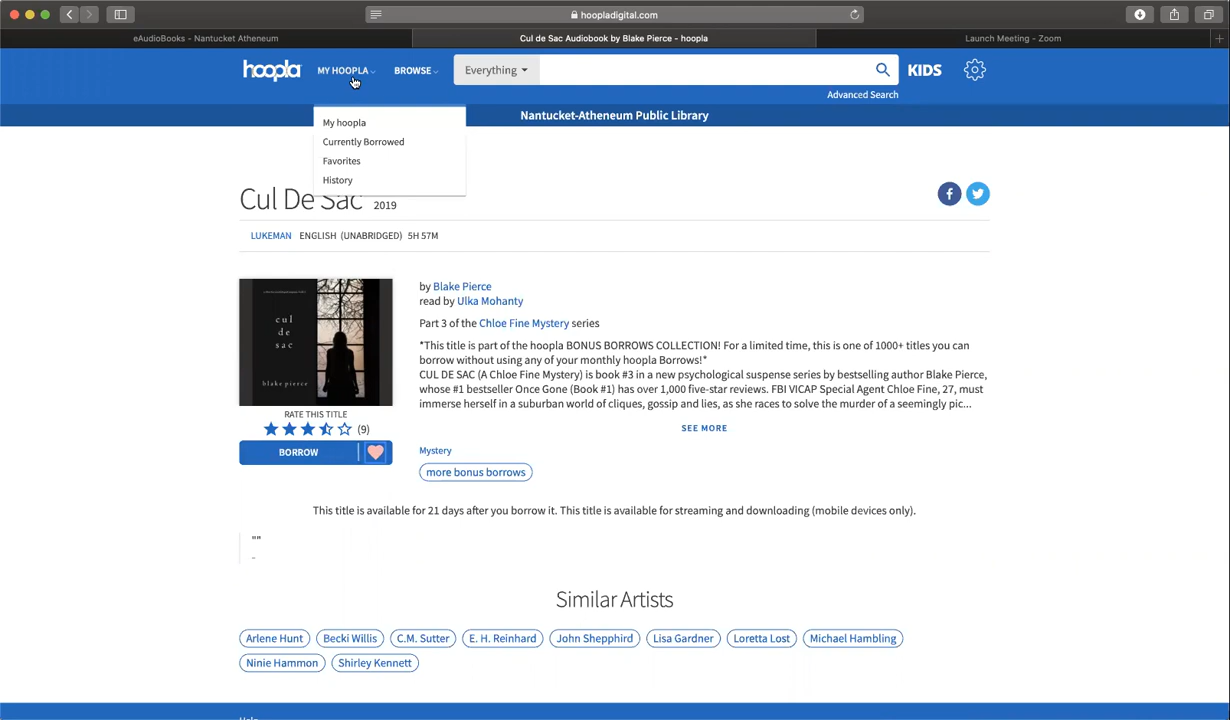 hoopladigital.com
eAudioBooks - Nantucket Atheneum
Cul de Sac Audiobook by Blake Pierce - hoopla
Launch Meeting - Zoom
hoopla
MY HOOPLA
BROWSE
Everything
KIDS
Advanced Search
Nantucket-Atheneum Public Library
My hoopla
Currently Borrowed
Favorites
History
Cul De Sac 2019
LUKEMAN ENGLISH (UNABRIDGED) 5H 57M
cul
de
sac
blake pierce
RATE THIS TITLE
(9)
BORROW
by Blake Pierce
read by Ulka Mohanty
Part 3 of the Chloe Fine Mystery series
*This title is part of the hoopla BONUS BORROWS COLLECTION! For a limited time, this is one of 1000+ titles you can
borrow without using any of your monthly hoopla Borrows!*
CUL DE SAC (A Chloe Fine Mystery) is book #3 in a new psychological suspense series by bestselling author Blake Pierce,
whose #1 bestseller Once Gone (Book #1) has over 1,000 five-star reviews. FBI VICAP Special Agent Chloe Fine, 27, must
immerse herself in a suburban world of cliques, gossip and lies, as she races to solve the murder of a seemingly pic...
SEE MORE
Mystery
more bonus borrows
This title is available for 21 days after you borrow it. This title is available for streaming and downloading (mobile devices only).
""
-
Similar Artists
Arlene Hunt Becki Willis C.M. Sutter E. H. Reinhard John Shepphird Lisa Gardner Loretta Lost Michael Hambling
Ninie Hammon Shirley Kennett